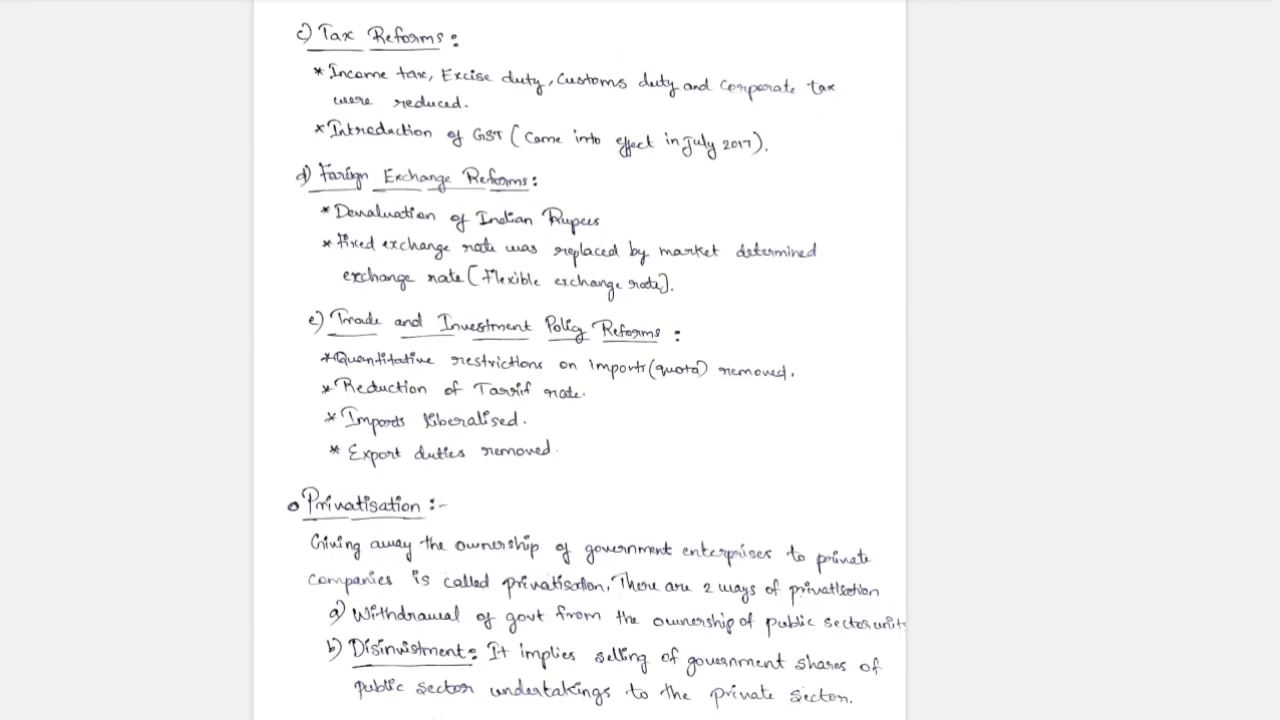 c) Tax Reforms:
* Income tax, Excise duty, Customs duty and corporate tax
were reduced.
* Introduction of GST (Came into effect in July 2017).
d) Foreign Exchange Reforms:
* Devaluation of Indian Rupees
* Fixed exchange rate was replaced by market determined
exchange rate (Flexible exchange rate).
e) Trade and Investment Policy Reforms:
* Quantitative restrictions on imports (quota) removed.
* Reduction of Tarrif rate.
* Imports liberalised.
* Export duties removed.
Privatisation :-
Giving away the ownership of government enterprises to private
companies is called privatisation. There are 2 ways of privatisation
a) Withdrawal of govt from the ownership of public sector units
b) Disinvistment: It implies selling of government shares of
public sector undertakings to the private sector.